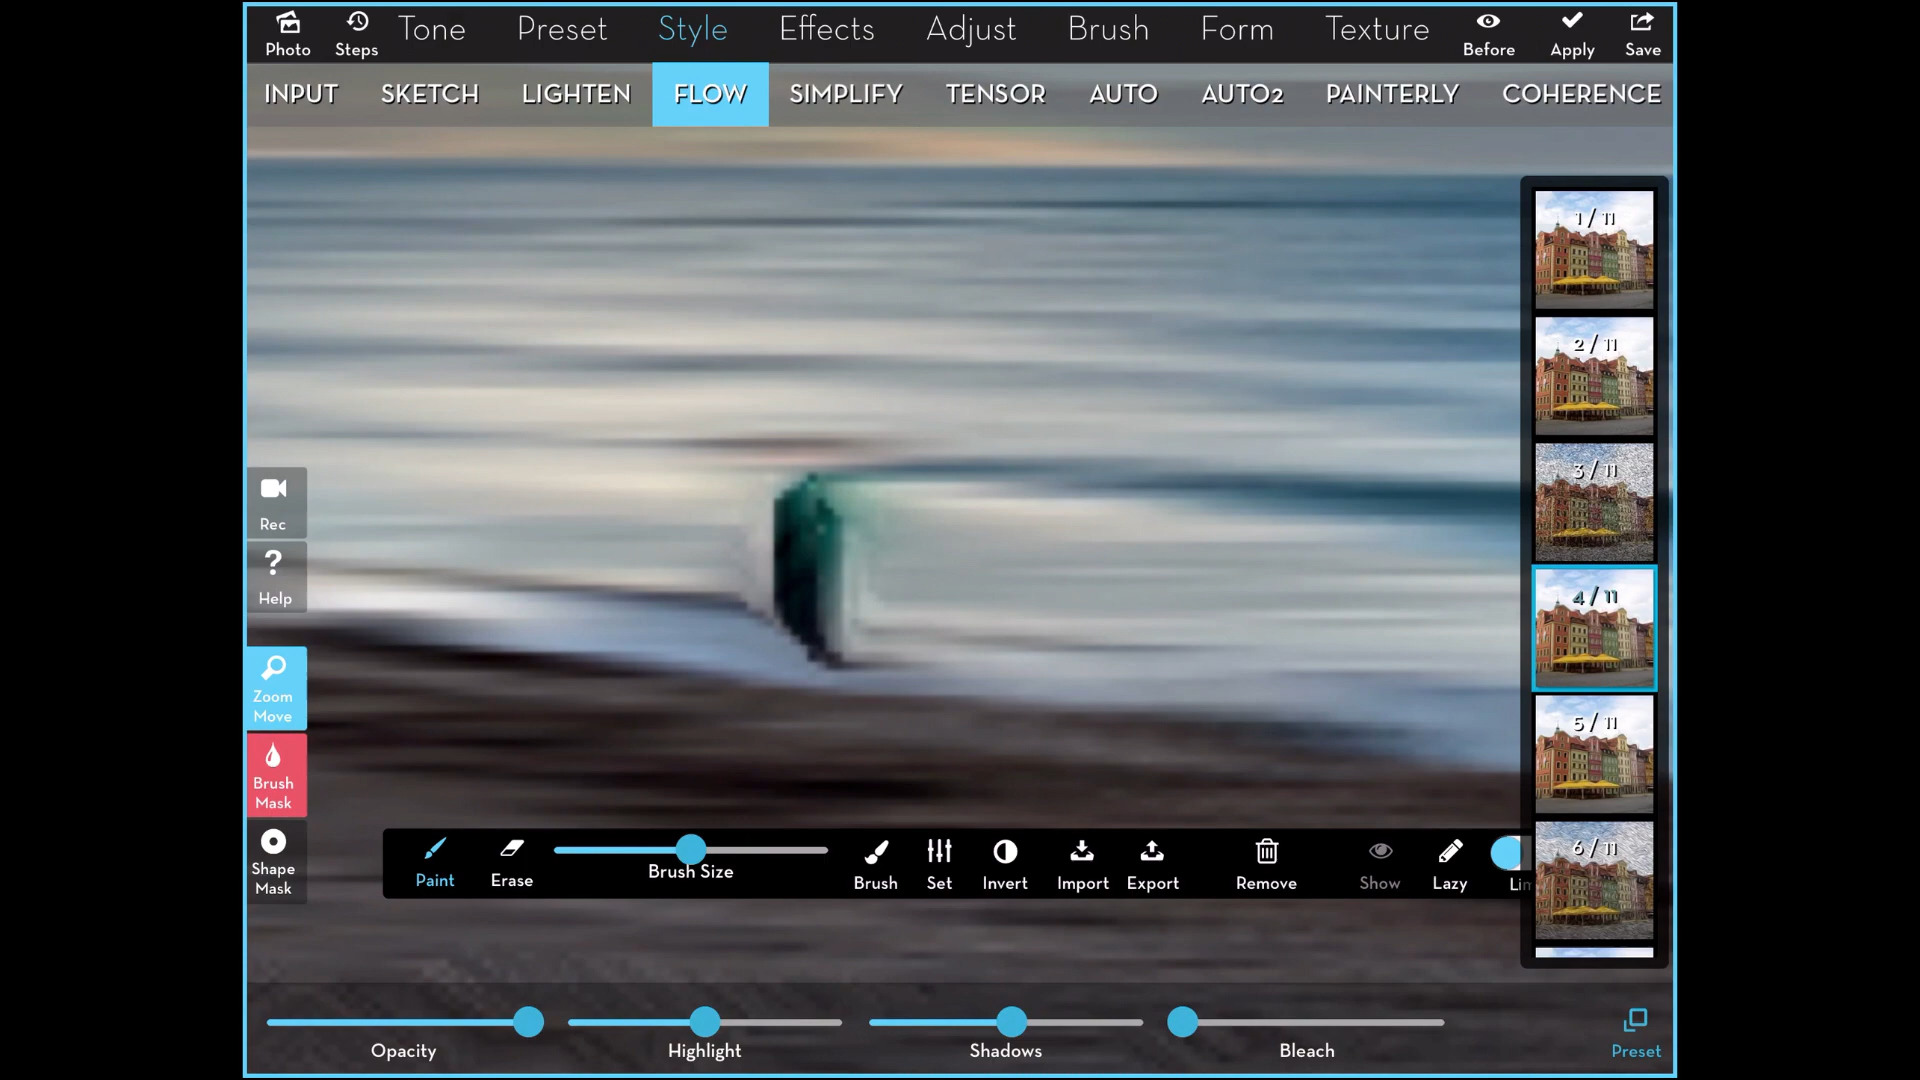 Photo Steps Tone Preset Style Effects Adjust Brush Form Texture Before Apply Save
INPUT SKETCH LIGHTEN FLOW SIMPLIFY TENSOR AUTO AUTO2 PAINTERLY COHERENCE
1 / 11
2 / 11
3 / 11
Rec
Help
4 / 11
Zoom
Move
5 / 11
Brush
Mask
6 / 11
Shape
Mask
Paint Erase Brush Size Brush Set Invert Import Export Remove Show Lazy
Opacity Highlight Shadows Bleach Preset